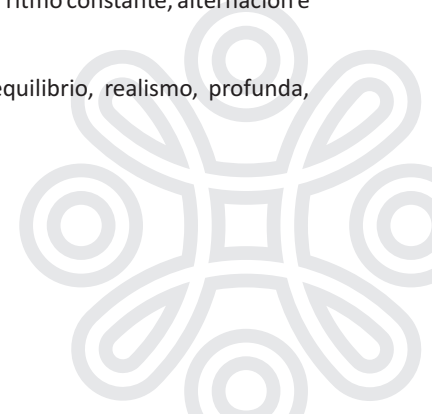 ritmo constante, alternación e
equilibrio, realismo, profunda,